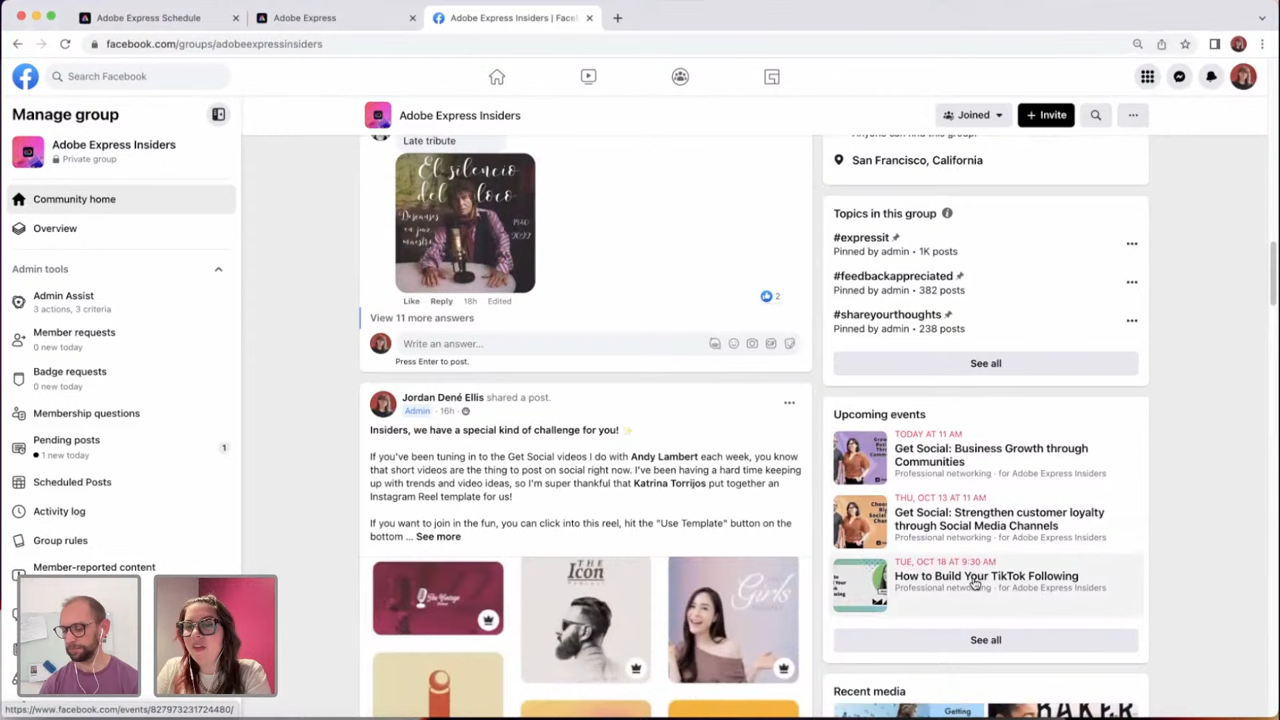 Adobe Express Schedule
Adobe Express
Adobe Express Insiders | Facel
facebook.com/groups/adobeexpressinsiders
Search Facebook
Manage group
Adobe Express Insiders
Private group
Community home
Overview
Admin tools
Admin Assist
3 actions, 3 criteria
Member requests
0 new today
Badge requests
0 new today
Membership questions
Pending posts
1 new today
1
Scheduled Posts
Activity log
Group rules
Member-reported content
https://www.facebook.com/events/827973231724480/
Adobe Express Insiders
Joined
+ Invite
Late tribute
El silencio
del loco
Descanses
en paz
maestro
1940
2022
Like Reply 18h Edited
2
View 11 more answers
Write an answer...
Press Enter to post.
Jordan Dené Ellis shared a post.
Admin · 16h ·
Insiders, we have a special kind of challenge for you! ✨
If you've been tuning in to the Get Social videos I do with Andy Lambert each week, you know
that short videos are the thing to post on social right now. I've been having a hard time keeping
up with trends and video ideas, so I'm super thankful that Katrina Torrijos put together an
Instagram Reel template for us!
If you want to join in the fun, you can click into this reel, hit the "Use Template" button on the
bottom ... See more
The Vintage
THE
Icon
Girls
San Francisco, California
Topics in this group
#expressit
Pinned by admin • 1K posts
#feedbackappreciated
Pinned by admin • 382 posts
#shareyourthoughts
Pinned by admin • 238 posts
See all
Upcoming events
TODAY AT 11 AM
Get Social: Business Growth through
Communities
Professional networking · for Adobe Express Insiders
THU, OCT 13 AT 11 AM
Get Social: Strengthen customer loyalty
through Social Media Channels
Professional networking · for Adobe Express Insiders
TUE, OCT 18 AT 9:30 AM
How to Build Your TikTok Following
Professional networking · for Adobe Express Insiders
See all
Recent media
Getting
BAKER